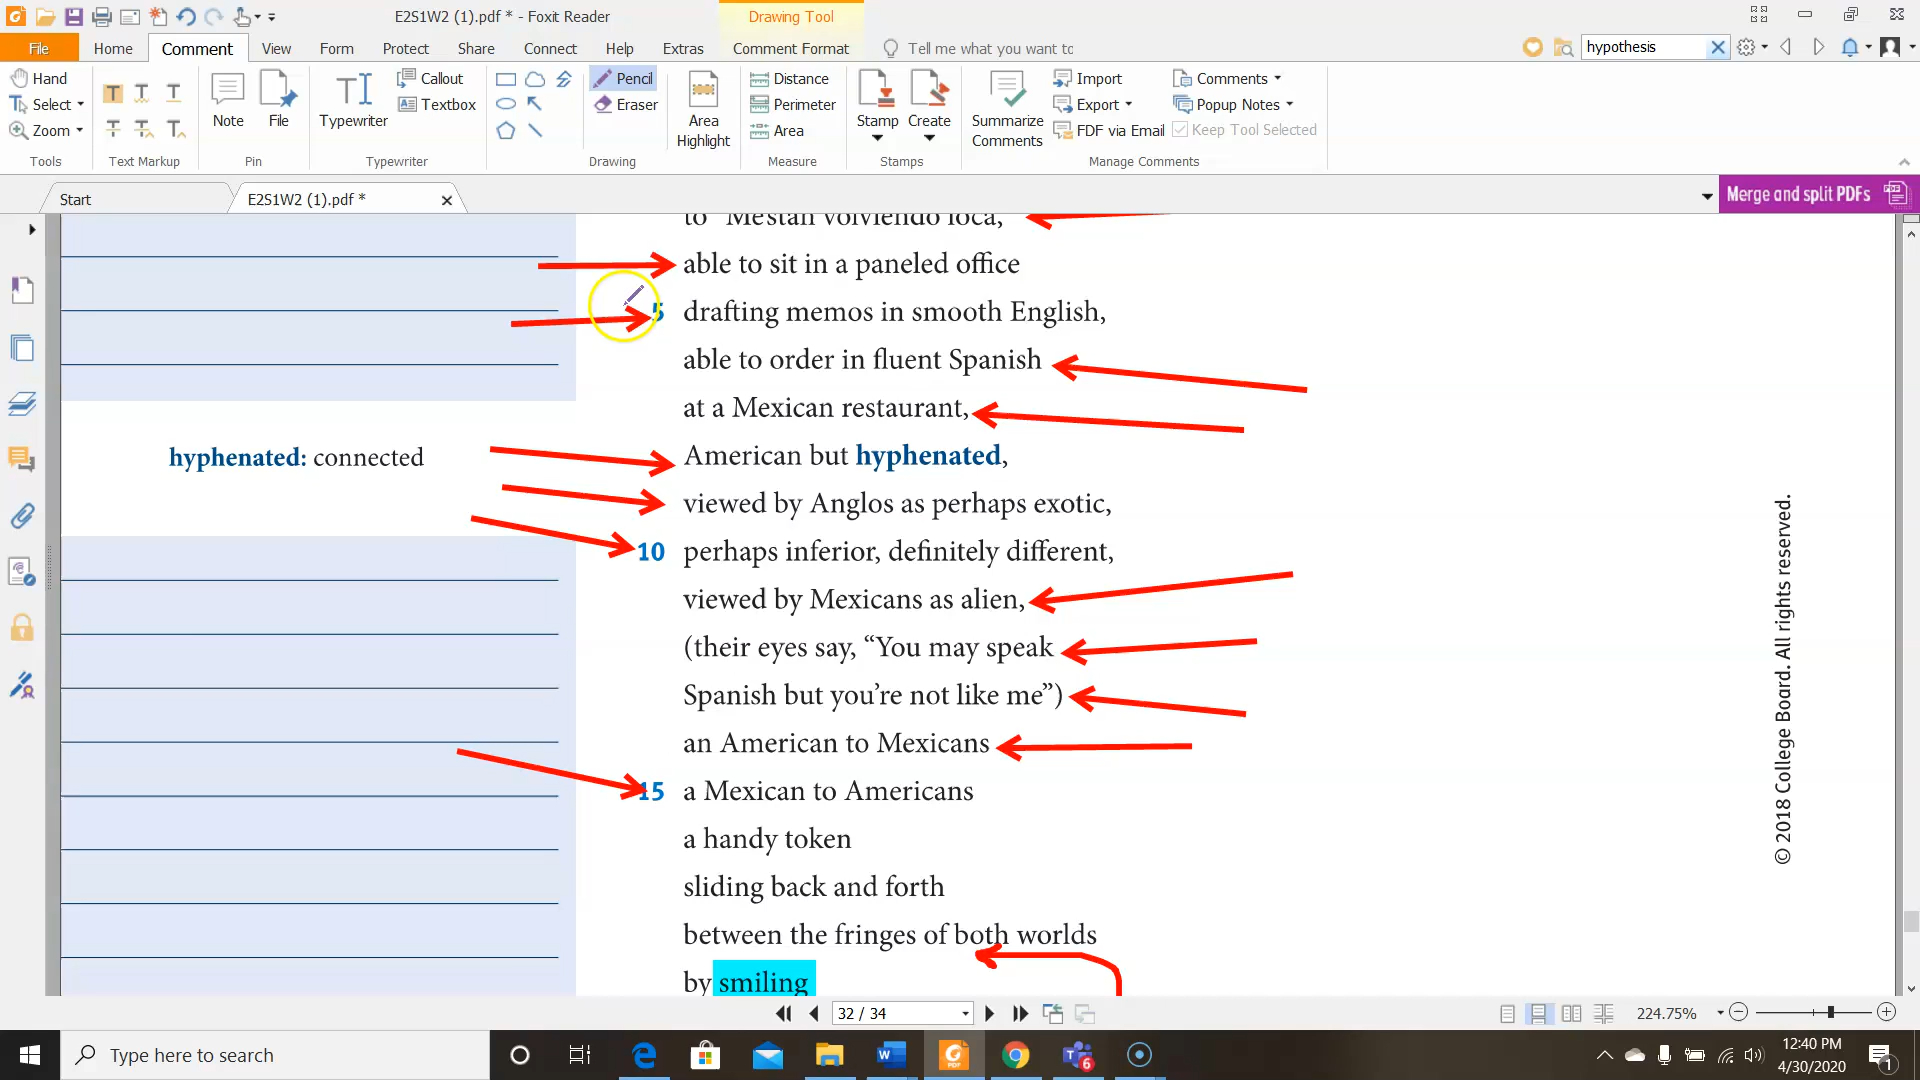 E2S1W2 (1).pdf * - Foxit Reader
Drawing Tool
File
Home
Comment
View
Form
Protect
Share
Connect
Help
Extras
Comment Format
Tell me what you want to
hypothesis
Hand
Select
Zoom
Tools
Text Markup
Note
File
Pin
Typewriter
Callout
Textbox
Typewriter
Pencil
Eraser
Drawing
Area
Highlight
Distance
Perimeter
Area
Measure
Stamp
Create
Stamps
Summarize
Comments
Import
Export
FDF via Email
Comments
Popup Notes
Keep Tool Selected
Manage Comments
Start
E2S1W2 (1).pdf *
Merge and split PDFs
PDF
to "Me'stan volviendo loca,"
able to sit in a paneled office
5 drafting memos in smooth English,
able to order in fluent Spanish
at a Mexican restaurant,
hyphenated: connected
American but hyphenated,
viewed by Anglos as perhaps exotic,
10 perhaps inferior, definitely different,
viewed by Mexicans as alien,
(their eyes say, “You may speak
Spanish but you’re not like me”)
an American to Mexicans
15 a Mexican to Americans
a handy token
sliding back and forth
between the fringes of both worlds
by smiling
© 2018 College Board. All rights reserved.
32 / 34
224.75%
Type here to search
6
12:40 PM
4/30/2020
1